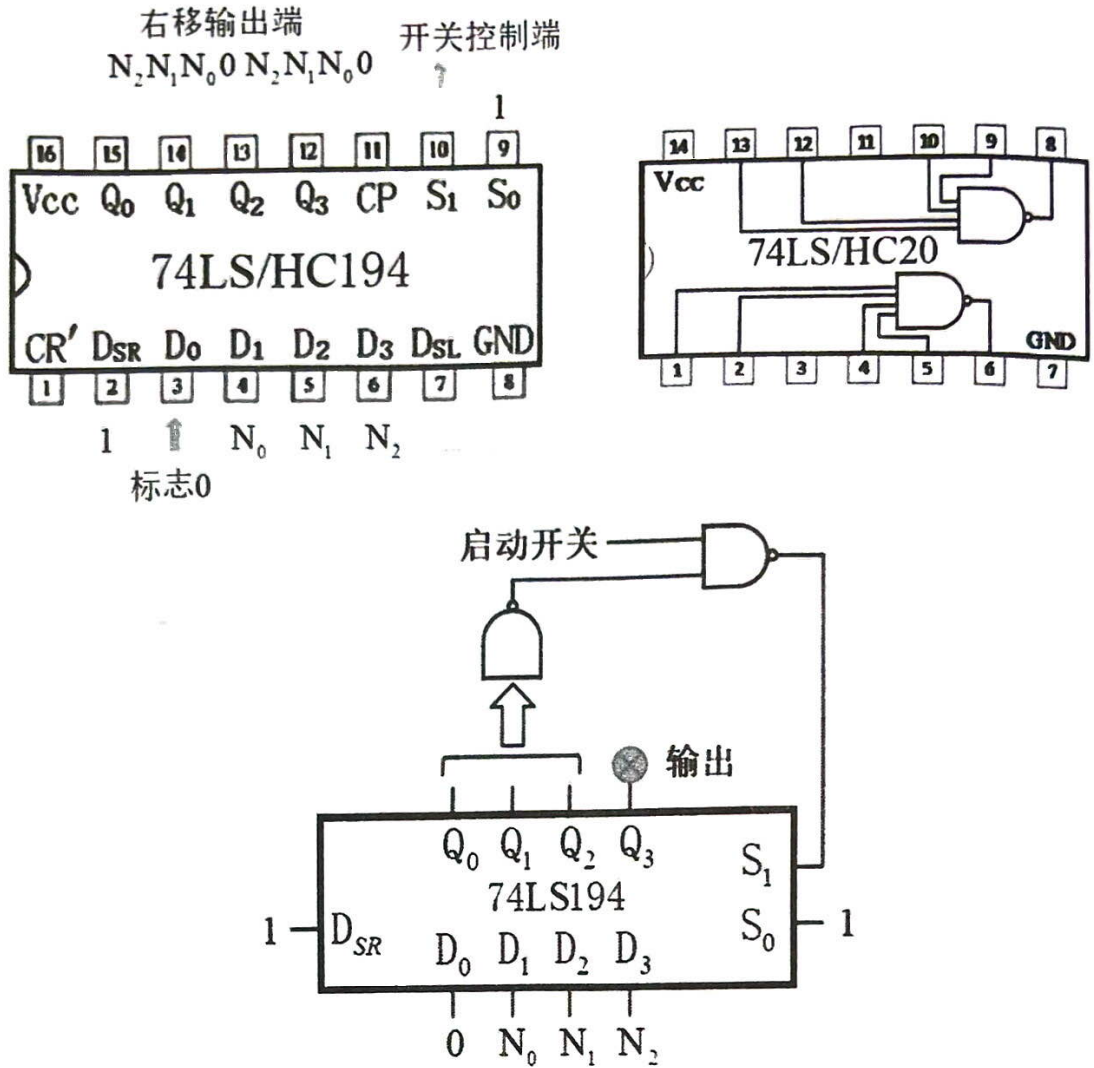 右移输出端
开关控制端
N₂N₁N₀0 N₂N₁N₀0
1
16 15 14 13 12 11 10 9
Vcc Q₀ Q₁ Q₂ Q₃ CP S₁ S₀
74LS/HC194
CR′ D_SR D₀ D₁ D₂ D₃ D_SL GND
1 2 3 4 5 6 7 8
1 N₀ N₁ N₂
标志0
14 13 12 11 10 9 8
Vcc
74LS/HC20
GND
1 2 3 4 5 6 7
启动开关
输出
Q₀ Q₁ Q₂ Q₃
S₁
74LS194
1 D_SR S₀ 1
D₀ D₁ D₂ D₃
0 N₀ N₁ N₂